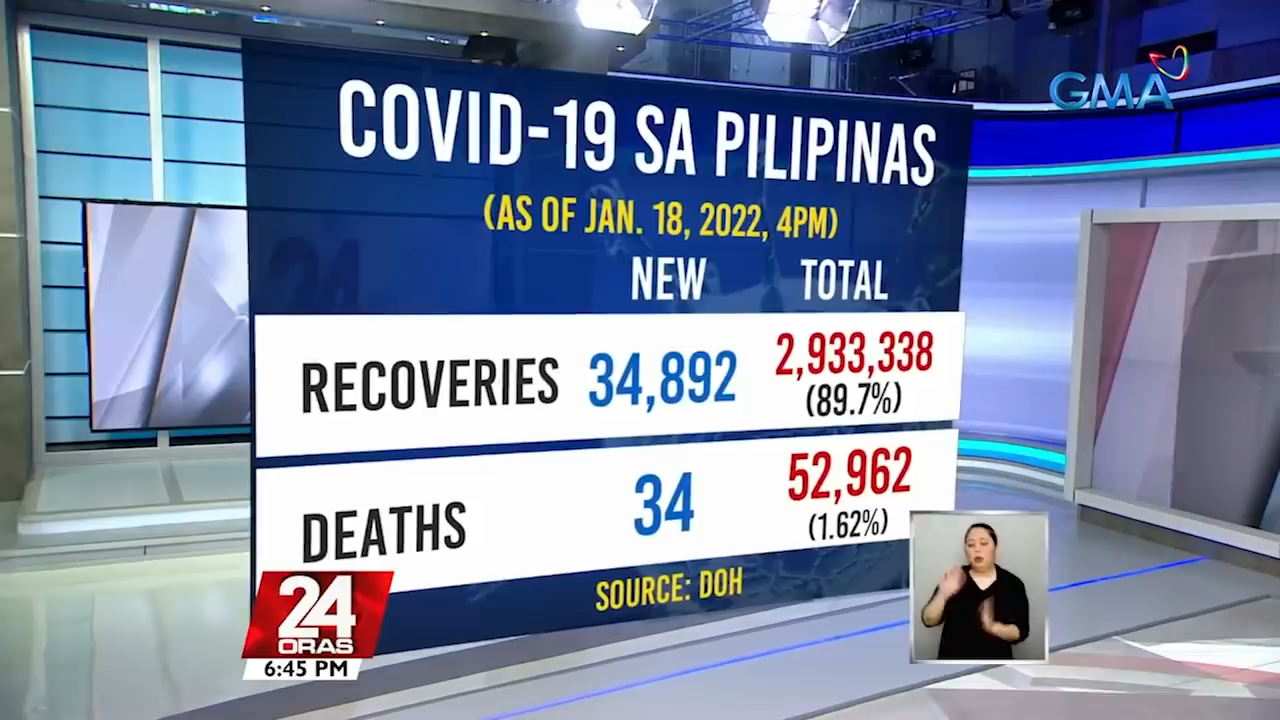 GMA
COVID-19 SA PILIPINAS
(AS OF JAN. 18, 2022, 4PM)
NEW TOTAL
RECOVERIES 34,892 2,933,338
(89.7%)
DEATHS 34 52,962
(1.62%)
SOURCE: DOH
24
24
ORAS
6:45 PM